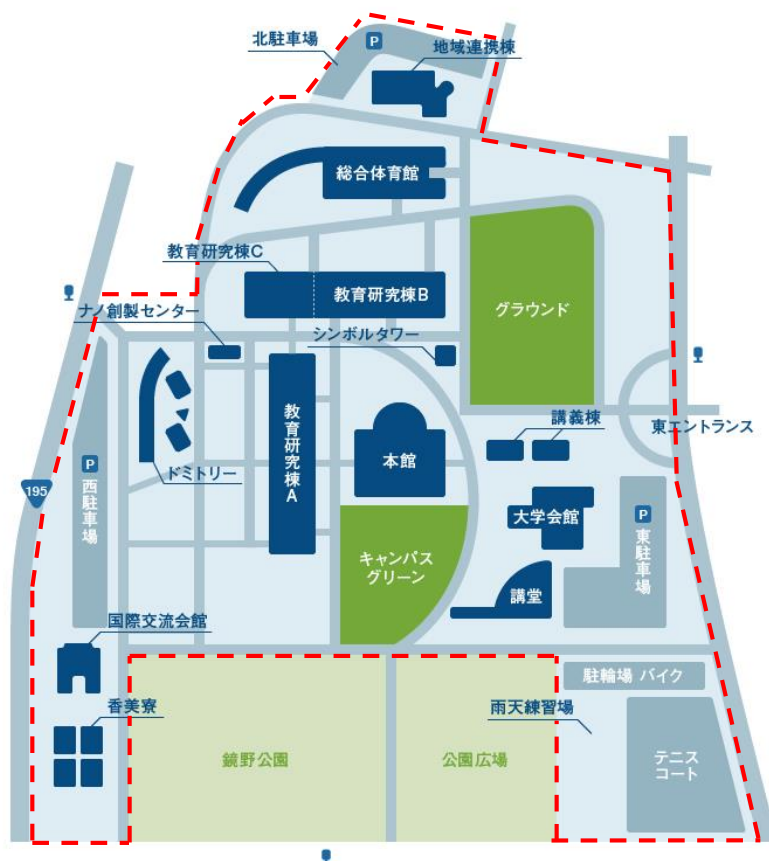 北駐車場
P
地域連携棟
総合体育館
教育研究棟C
教育研究棟B
グラウンド
ナノ創製センター
シンボルタワー
教育研究棟A
講義棟
東エントランス
本館
P
西駐車場
ドミトリー
195
大学会館
P
東駐車場
キャンパス
グリーン
講堂
国際交流会館
駐輪場 バイク
香美寮
雨天練習場
鏡野公園
公園広場
テニス
コート